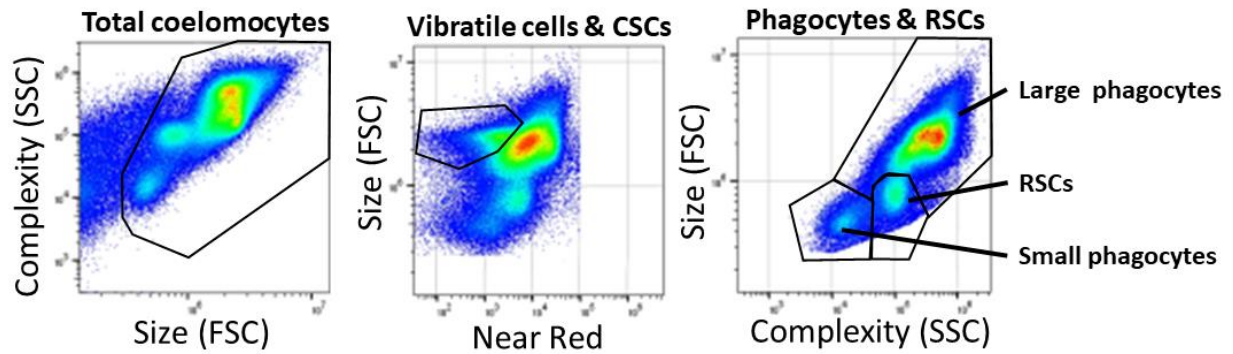 Total coelomocytes
Complexity (SSC)
Size (FSC)
Vibratile cells & CSCs
Size (FSC)
Near Red
Phagocytes & RSCs
Size (FSC)
Complexity (SSC)
Large phagocytes
RSCs
Small phagocytes